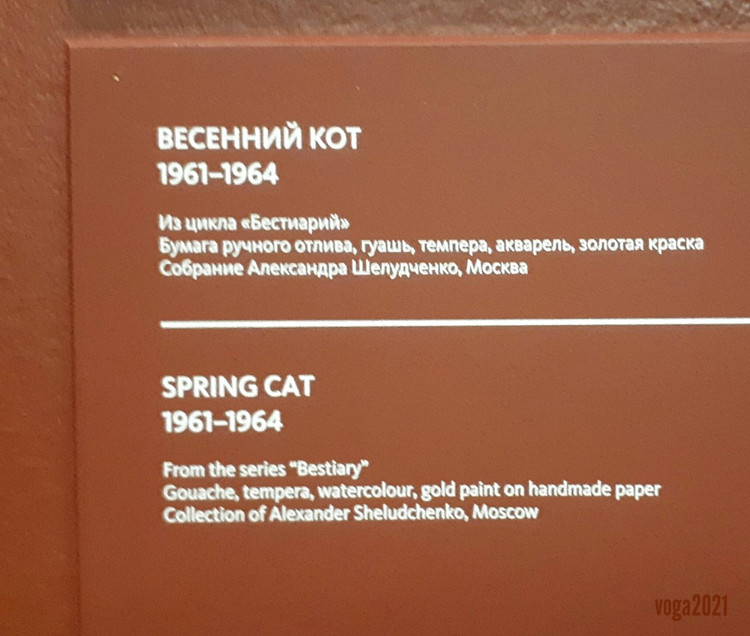 ВЕСЕННИЙ КОТ
1961–1964
Из цикла «Бестиарий»
Бумага ручного отлива, гуашь, темпера, акварель, золотая краска
Собрание Александра Шелудченко, Москва
SPRING CAT
1961–1964
From the series “Bestiary”
Gouache, tempera, watercolour, gold paint on handmade paper
Collection of Alexander Sheludchenko, Moscow
voga2021